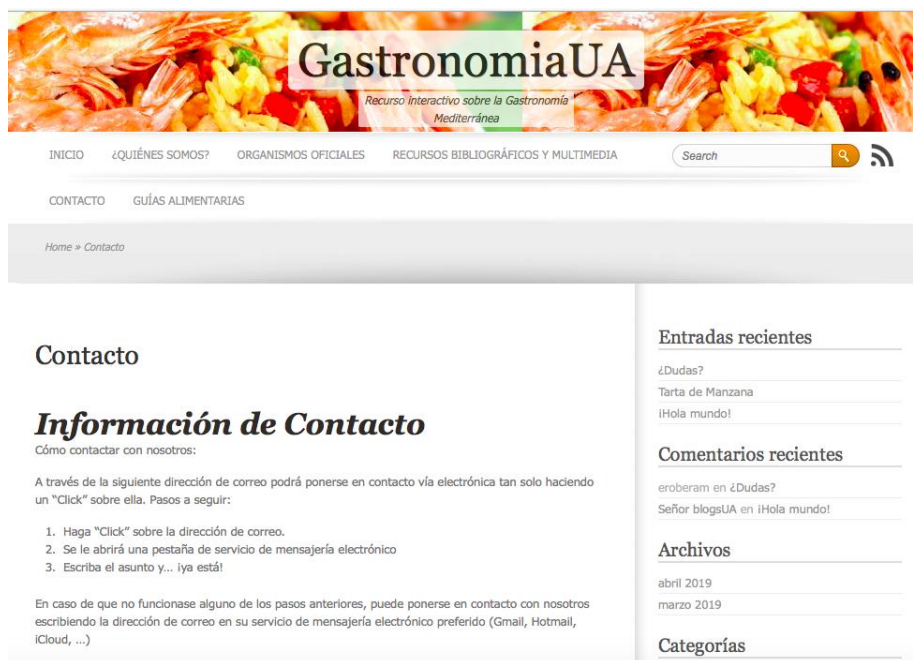 GastronomiaUA
Recurso interactivo sobre la Gastronomía
Mediterránea
INICIO ¿QUIÉNES SOMOS? ORGANISMOS OFICIALES RECURSOS BIBLIOGRÁFICOS Y MULTIMEDIA Search
CONTACTO GUÍAS ALIMENTARIAS
Home » Contacto
Contacto
Información de Contacto
Cómo contactar con nosotros:
A través de la siguiente dirección de correo podrá ponerse en contacto vía electrónica tan solo haciendo
un "Click" sobre ella. Pasos a seguir:
1. Haga "Click" sobre la dirección de correo.
2. Se le abrirá una pestaña de servicio de mensajería electrónico
3. Escriba el asunto y... ¡ya está!
En caso de que no funcionase alguno de los pasos anteriores, puede ponerse en contacto con nosotros
escribiendo la dirección de correo en su servicio de mensajería electrónico preferido (Gmail, Hotmail,
iCloud, ...)
Entradas recientes
¿Dudas?
Tarta de Manzana
¡Hola mundo!
Comentarios recientes
eroberam en ¿Dudas?
Señor blogsUA en ¡Hola mundo!
Archivos
abril 2019
marzo 2019
Categorías